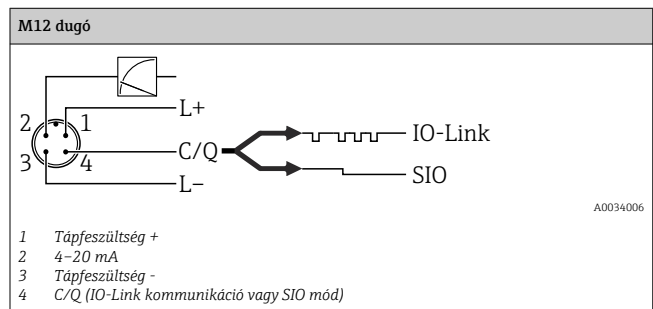 M12 dugó
L+
2 1
C/Q
IO-Link
3 4
SIO
L–
A0034006
1 Tápfeszültség +
2 4–20 mA
3 Tápfeszültség -
4 C/Q (IO-Link kommunikáció vagy SIO mód)